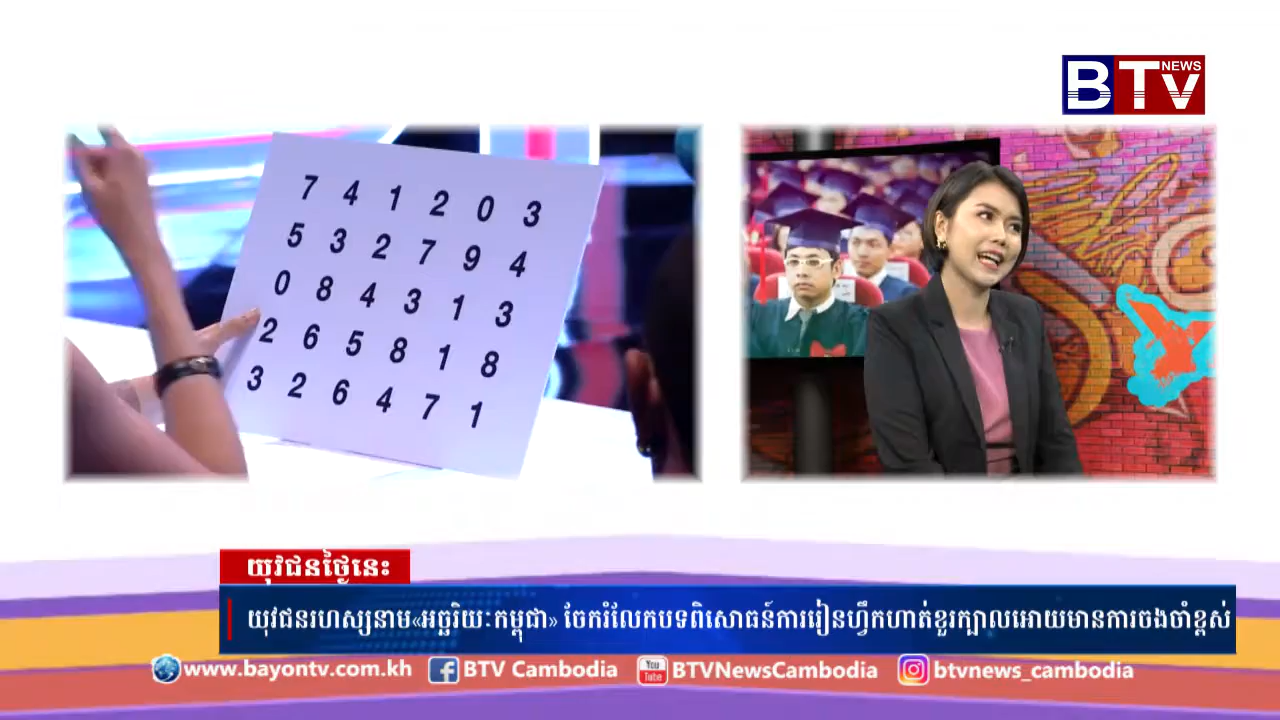 BTV NEWS
7 4 1 2 0 3
5 3 2 7 9 4
0 8 4 3 1 3
2 6 5 8 1 8
3 2 6 4 7 1
យុវជនថ្ងៃនេះ
យុវជនរហស្សនាម«អច្ឆរិយៈកម្ពុជា» ចែករំលែកបទពិសោធន៍ការរៀនហ្វឹកហាត់ខួរក្បាលអោយមានការចងចាំខ្ពស់
www.bayontv.com.kh BTV Cambodia You Tube BTVNewsCambodia btvnews_cambodia